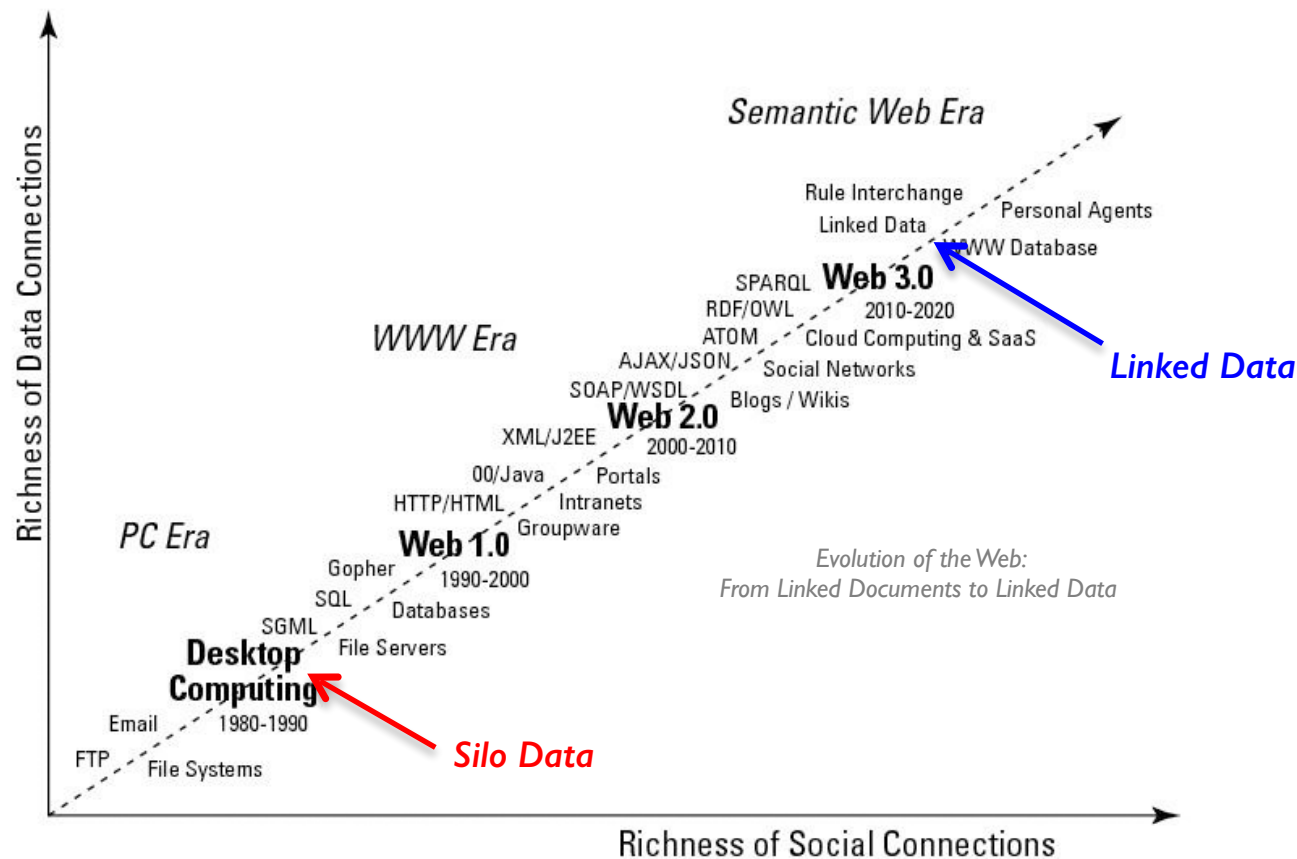 Semantic Web Era
Rule Interchange
Personal Agents
Linked Data
WWW Database
SPARQL
Web 3.0
RDF/OWL
2010-2020
WWW Era
ATOM
Cloud Computing & SaaS
AJAX/JSON
Social Networks
Linked Data
SOAP/WSDL
Blogs / Wikis
Web 2.0
XML/J2EE
2000-2010
00/Java
Portals
HTTP/HTML
Intranets
Groupware
PC Era
Web 1.0
Evolution of the Web:
From Linked Documents to Linked Data
Gopher
1990-2000
SQL
Databases
SGML
File Servers
Desktop
Computing
Email
1980-1990
Silo Data
FTP
File Systems
Richness of Data Connections
Richness of Social Connections